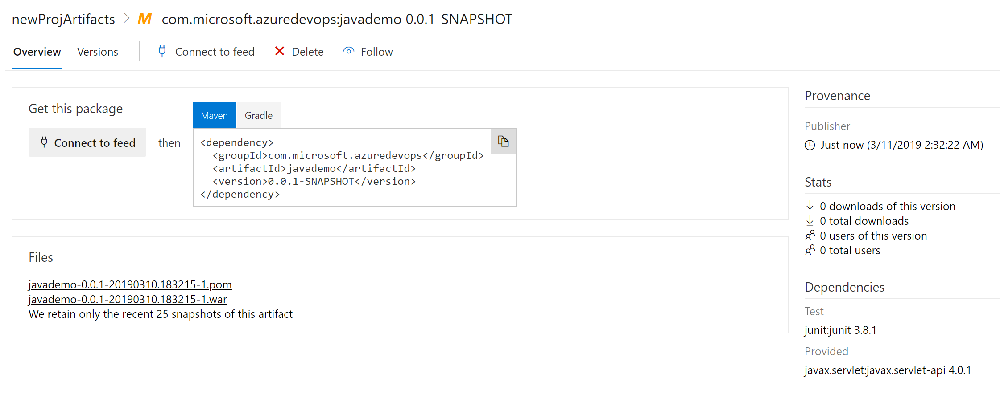 newProjArtifacts > M com.microsoft.azuredevops:javademo 0.0.1-SNAPSHOT
Overview Versions Connect to feed Delete Follow
Get this package
Connect to feed then
Maven Gradle
<dependency>
  <groupId>com.microsoft.azuredevops</groupId>
  <artifactId>javademo</artifactId>
  <version>0.0.1-SNAPSHOT</version>
</dependency>
Files
javademo-0.0.1-20190310.183215-1.pom
javademo-0.0.1-20190310.183215-1.war
We retain only the recent 25 snapshots of this artifact
Provenance
Publisher
Just now (3/11/2019 2:32:22 AM)
Stats
0 downloads of this version
0 total downloads
0 users of this version
0 total users
Dependencies
Test
junit:junit 3.8.1
Provided
javax.servlet:javax.servlet-api 4.0.1